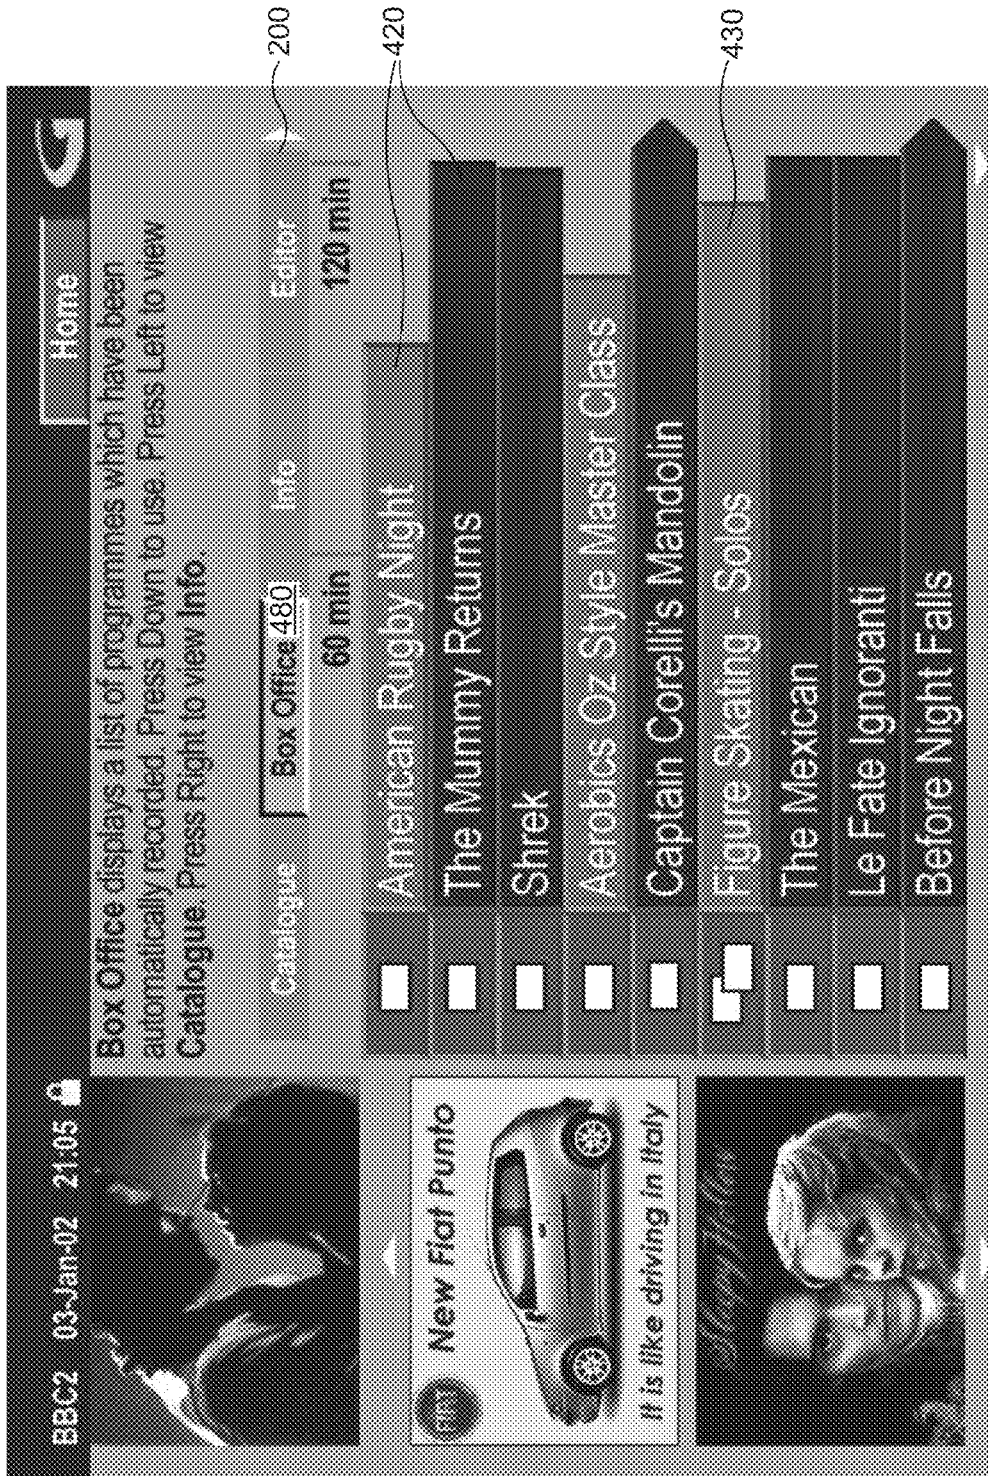 BBC2 03-Jan-02 21:05
Home
Box Office displays a list of programmes which have been
automatically recorded. Press Down to use. Press Left to view
Catalogue. Press Right to view Info.
Catalogue Box Office 480 Info Editor
60 min 120 min
200
420
430
American Rugby Night
The Mummy Returns
Shrek
Aerobics Oz Style Master Class
Captain Corelli's Mandolin
Figure Skating - Solos
The Mexican
Le Fate Ignoranti
Before Night Falls
FIAT
New Fiat Punto
It is like driving in Italy